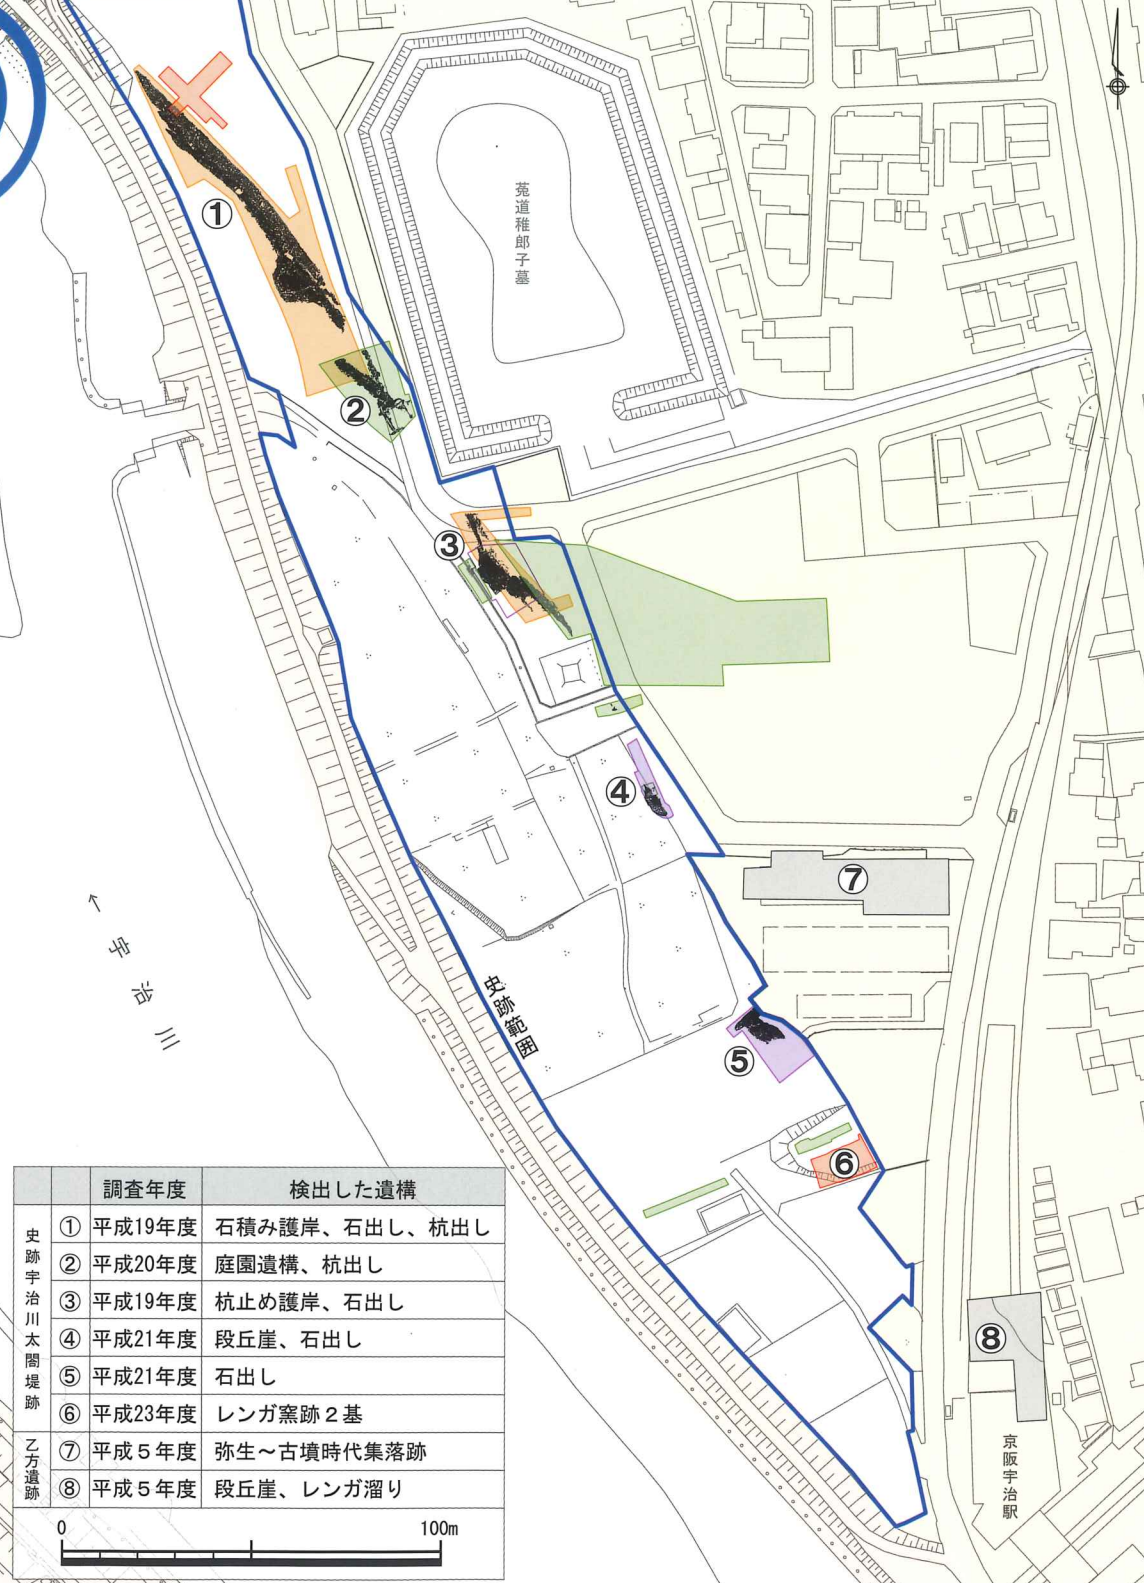 ①
菟道稚郎子墓
②
③
④
⑦
← 宇治川
史跡範囲
⑤
⑥
⑧
京阪宇治駅
調査年度 検出した遺構
史跡宇治川太閤堤跡
① 平成19年度 石積み護岸、石出し、杭出し
② 平成20年度 庭園遺構、杭出し
③ 平成19年度 杭止め護岸、石出し
④ 平成21年度 段丘崖、石出し
⑤ 平成21年度 石出し
⑥ 平成23年度 レンガ窯跡２基
乙方遺跡
⑦ 平成５年度 弥生～古墳時代集落跡
⑧ 平成５年度 段丘崖、レンガ溜り
0 100m